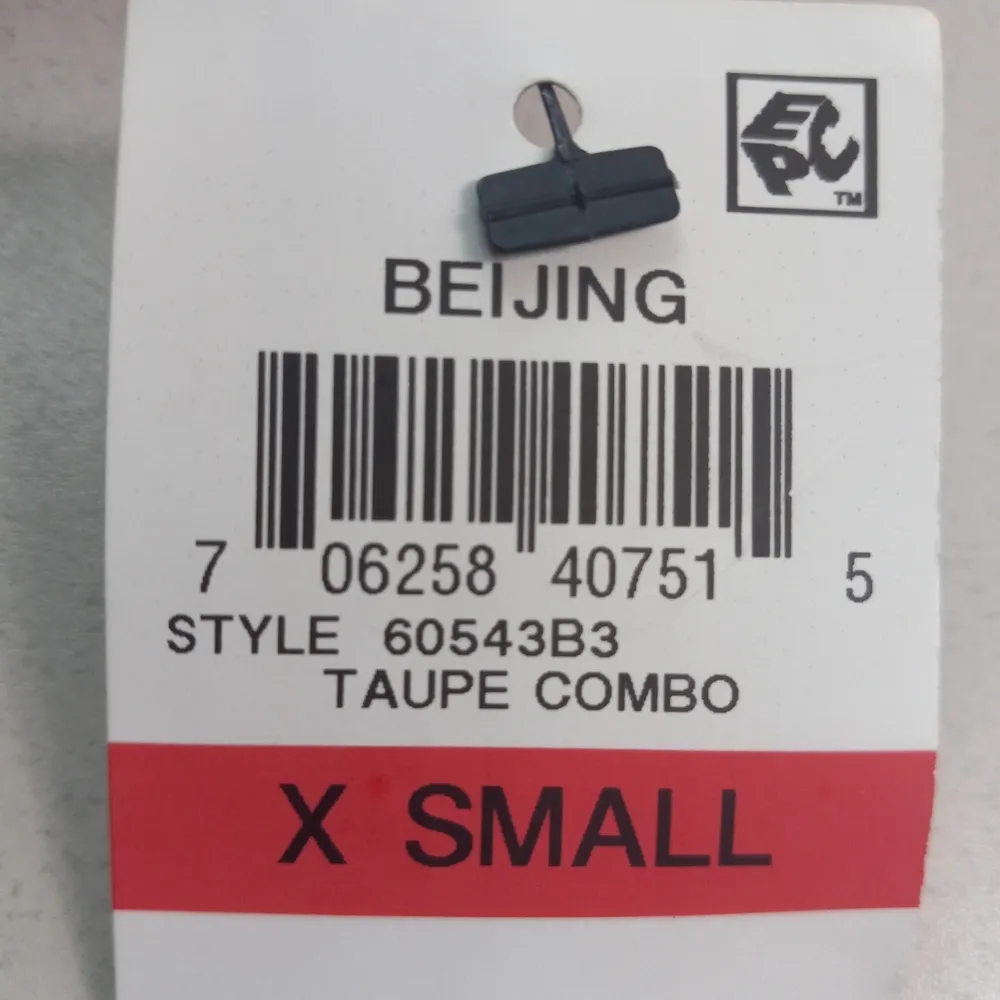 EPC
TM
BEIJING
7 06258 40751 5
STYLE 60543B3
TAUPE COMBO
X SMALL